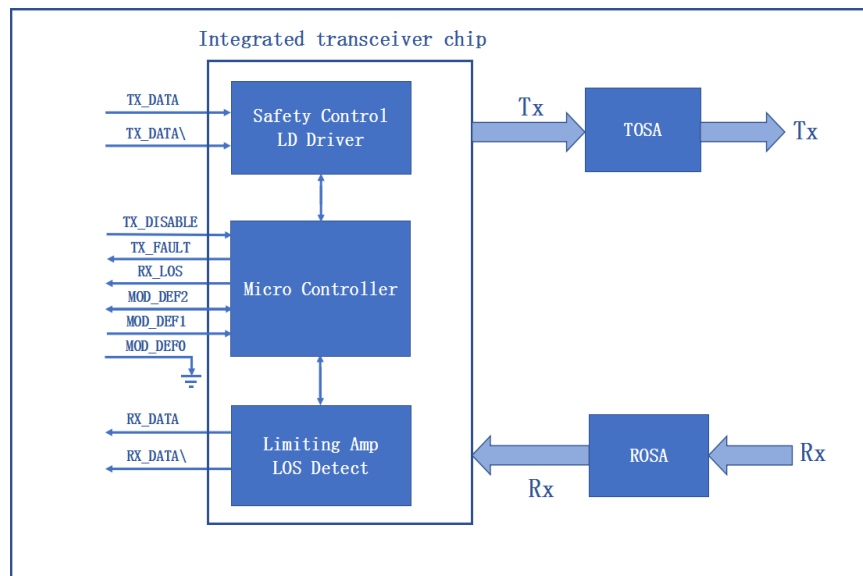 Integrated transceiver chip
TX_DATA
TX_DATA\
Safety Control
LD Driver
Tx
TOSA
Tx
TX_DISABLE
TX_FAULT
RX_LOS
MOD_DEF2
MOD_DEF1
MOD_DEF0
Micro Controller
RX_DATA
RX_DATA\
Limiting Amp
LOS Detect
Rx
ROSA
Rx